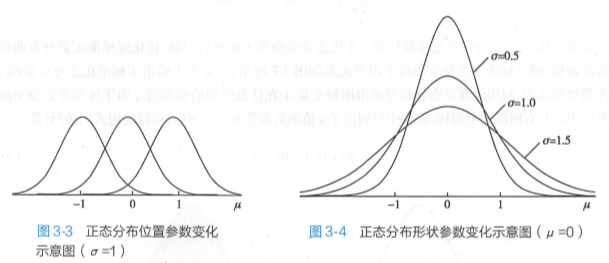 σ=0.5
σ=1.0
σ=1.5
-1 0 1 μ
-1 0 1 μ
图 3-3 正态分布位置参数变化
示意图（σ=1）
图 3-4 正态分布形状参数变化示意图（μ=0）